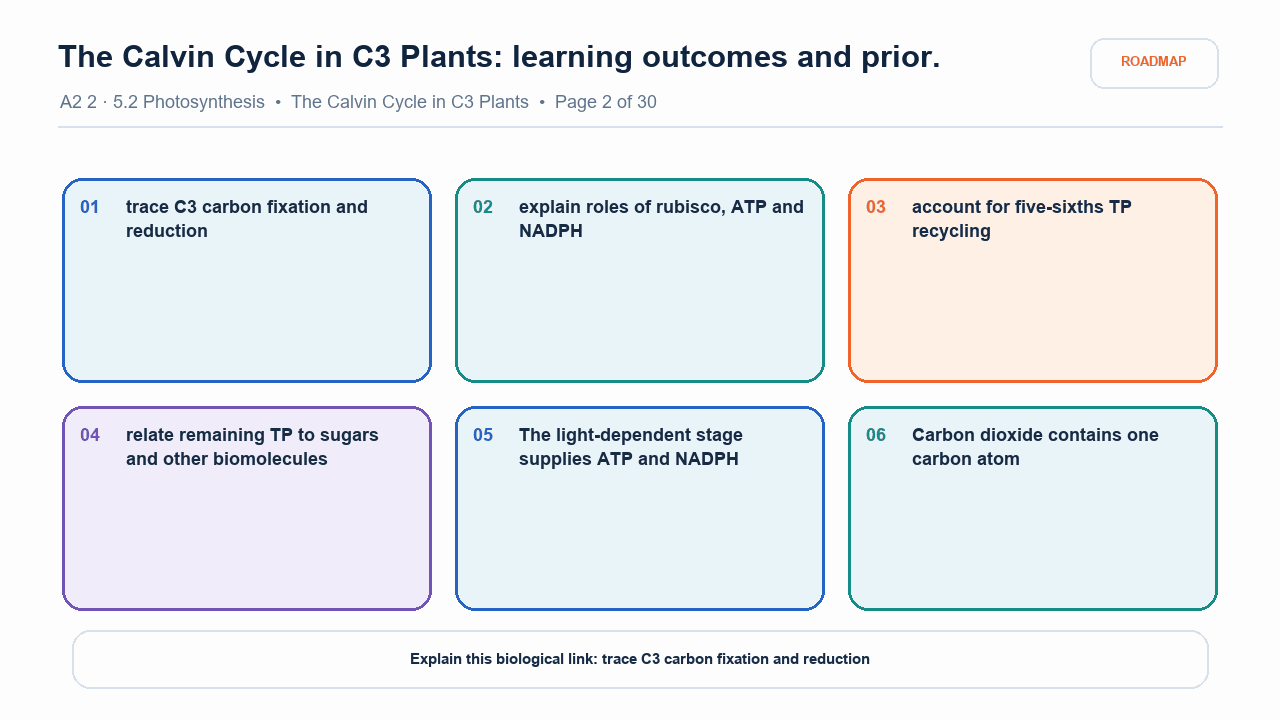 The Calvin Cycle in C3 Plants: learning outcomes and prior.
ROADMAP
A2 2 · 5.2 Photosynthesis • The Calvin Cycle in C3 Plants • Page 2 of 30
01 trace C3 carbon fixation and
reduction
02 explain roles of rubisco, ATP and
NADPH
03 account for five-sixths TP
recycling
04 relate remaining TP to sugars
and other biomolecules
05 The light-dependent stage
supplies ATP and NADPH
06 Carbon dioxide contains one
carbon atom
Explain this biological link: trace C3 carbon fixation and reduction